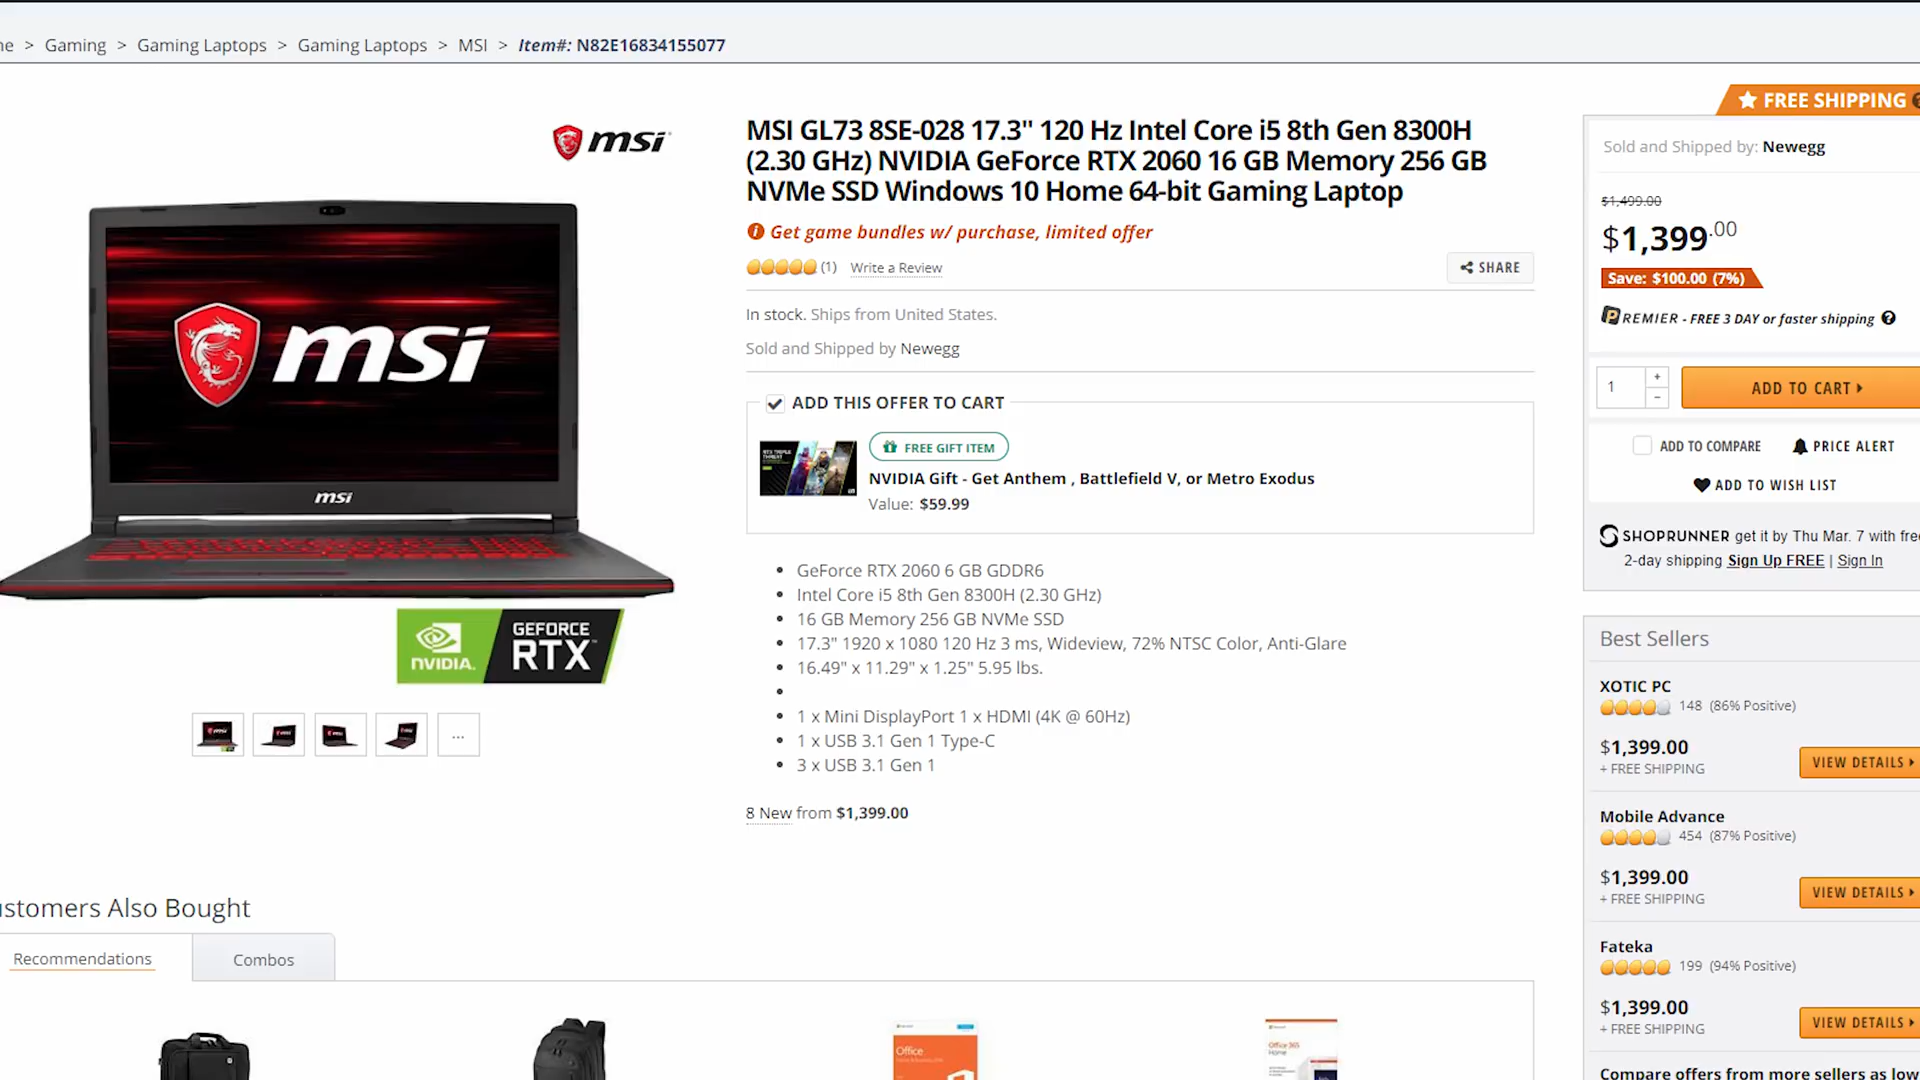 > Gaming > Gaming Laptops > Gaming Laptops > MSI > Item#: N82E16834155077
FREE SHIPPING
msi
MSI GL73 8SE-028 17.3" 120 Hz Intel Core i5 8th Gen 8300H
(2.30 GHz) NVIDIA GeForce RTX 2060 16 GB Memory 256 GB
NVMe SSD Windows 10 Home 64-bit Gaming Laptop
Get game bundles w/ purchase, limited offer
(1) Write a Review
SHARE
In stock. Ships from United States.
Sold and Shipped by Newegg
ADD THIS OFFER TO CART
FREE GIFT ITEM
NVIDIA Gift - Get Anthem , Battlefield V, or Metro Exodus
Value: $59.99
msi
msi
NVIDIA.
GEFORCE
RTX
...
• GeForce RTX 2060 6 GB GDDR6
• Intel Core i5 8th Gen 8300H (2.30 GHz)
• 16 GB Memory 256 GB NVMe SSD
• 17.3" 1920 x 1080 120 Hz 3 ms, Wideview, 72% NTSC Color, Anti-Glare
• 16.49" x 11.29" x 1.25" 5.95 lbs.
•
• 1 x Mini DisplayPort 1 x HDMI (4K @ 60Hz)
• 1 x USB 3.1 Gen 1 Type-C
• 3 x USB 3.1 Gen 1
8 New from $1,399.00
Sold and Shipped by: Newegg
$1,499.00
$1,399.00
Save: $100.00 (7%)
PREMIER - FREE 3 DAY or faster shipping ?
1 + -
ADD TO CART
ADD TO COMPARE
PRICE ALERT
ADD TO WISH LIST
SHOPRUNNER get it by Thu Mar. 7 with
2-day shipping Sign Up FREE | Sign In
Best Sellers
XOTIC PC
148 (86% Positive)
$1,399.00
+ FREE SHIPPING
VIEW DETAILS
Mobile Advance
454 (87% Positive)
$1,399.00
+ FREE SHIPPING
VIEW DETAILS
Fateka
199 (94% Positive)
$1,399.00
+ FREE SHIPPING
VIEW DETAILS
Compare offers from more sellers as low
Also Bought
Recommendations
Combos
Office
Office 365
Home